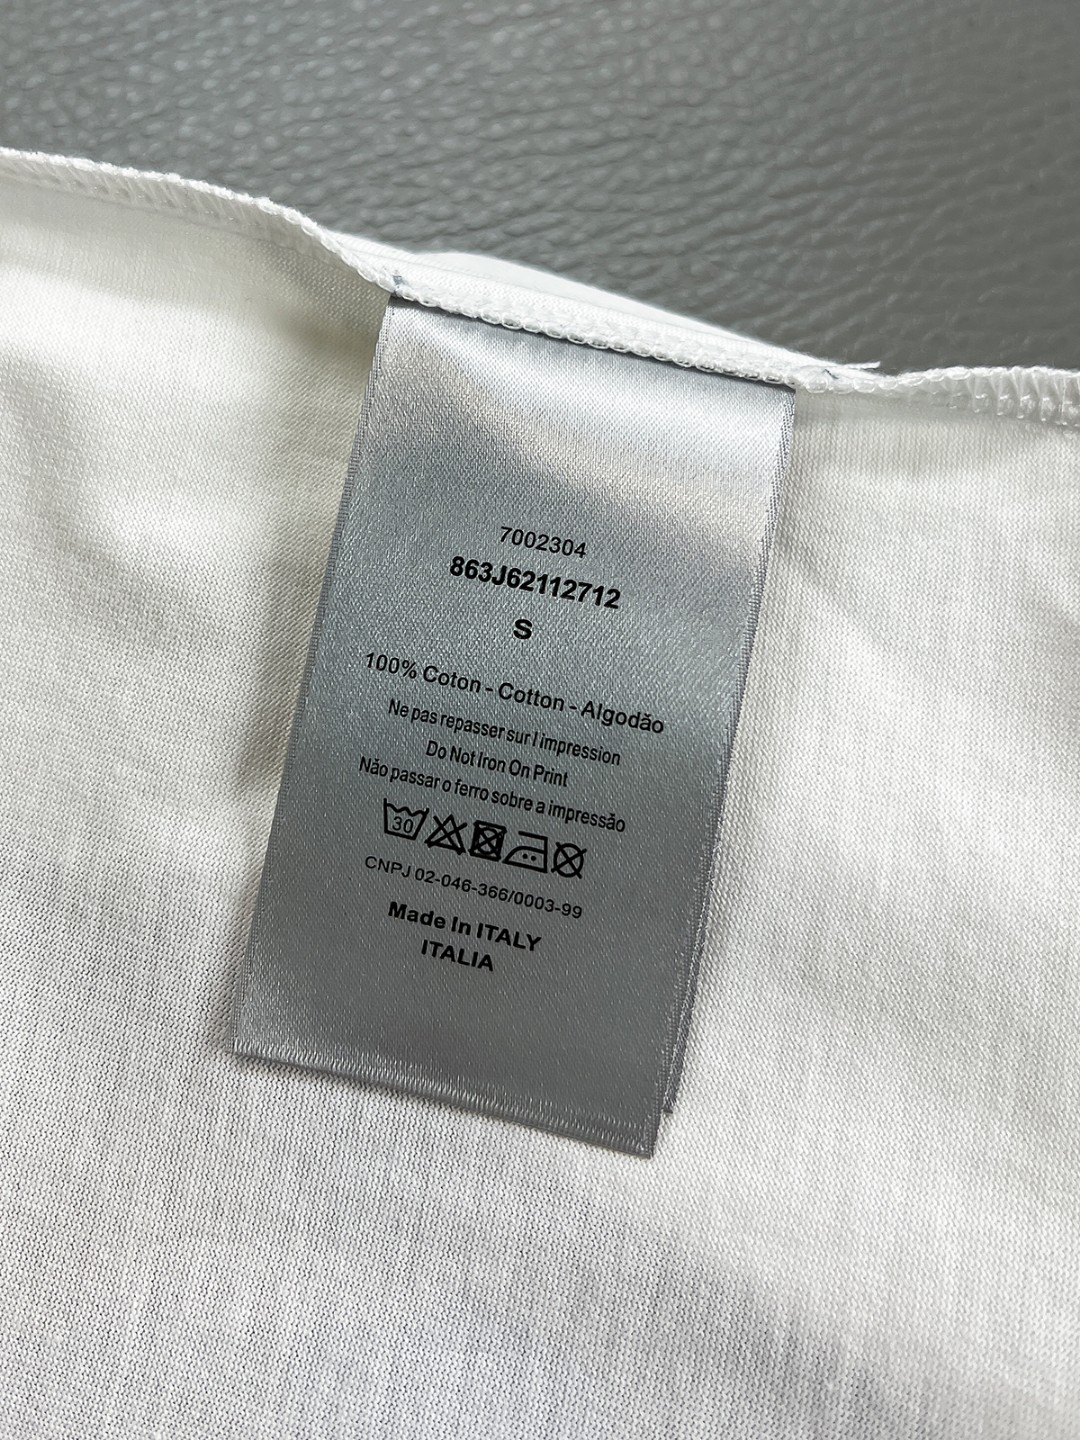 7002304
863J62112712
S
100% Coton - Cotton - Algodão
Ne pas repasser sur l impression
Do Not Iron On Print
Não passar o ferro sobre a impressão
30
CNPJ 02-046-366/0003-99
Made In ITALY
ITALIA